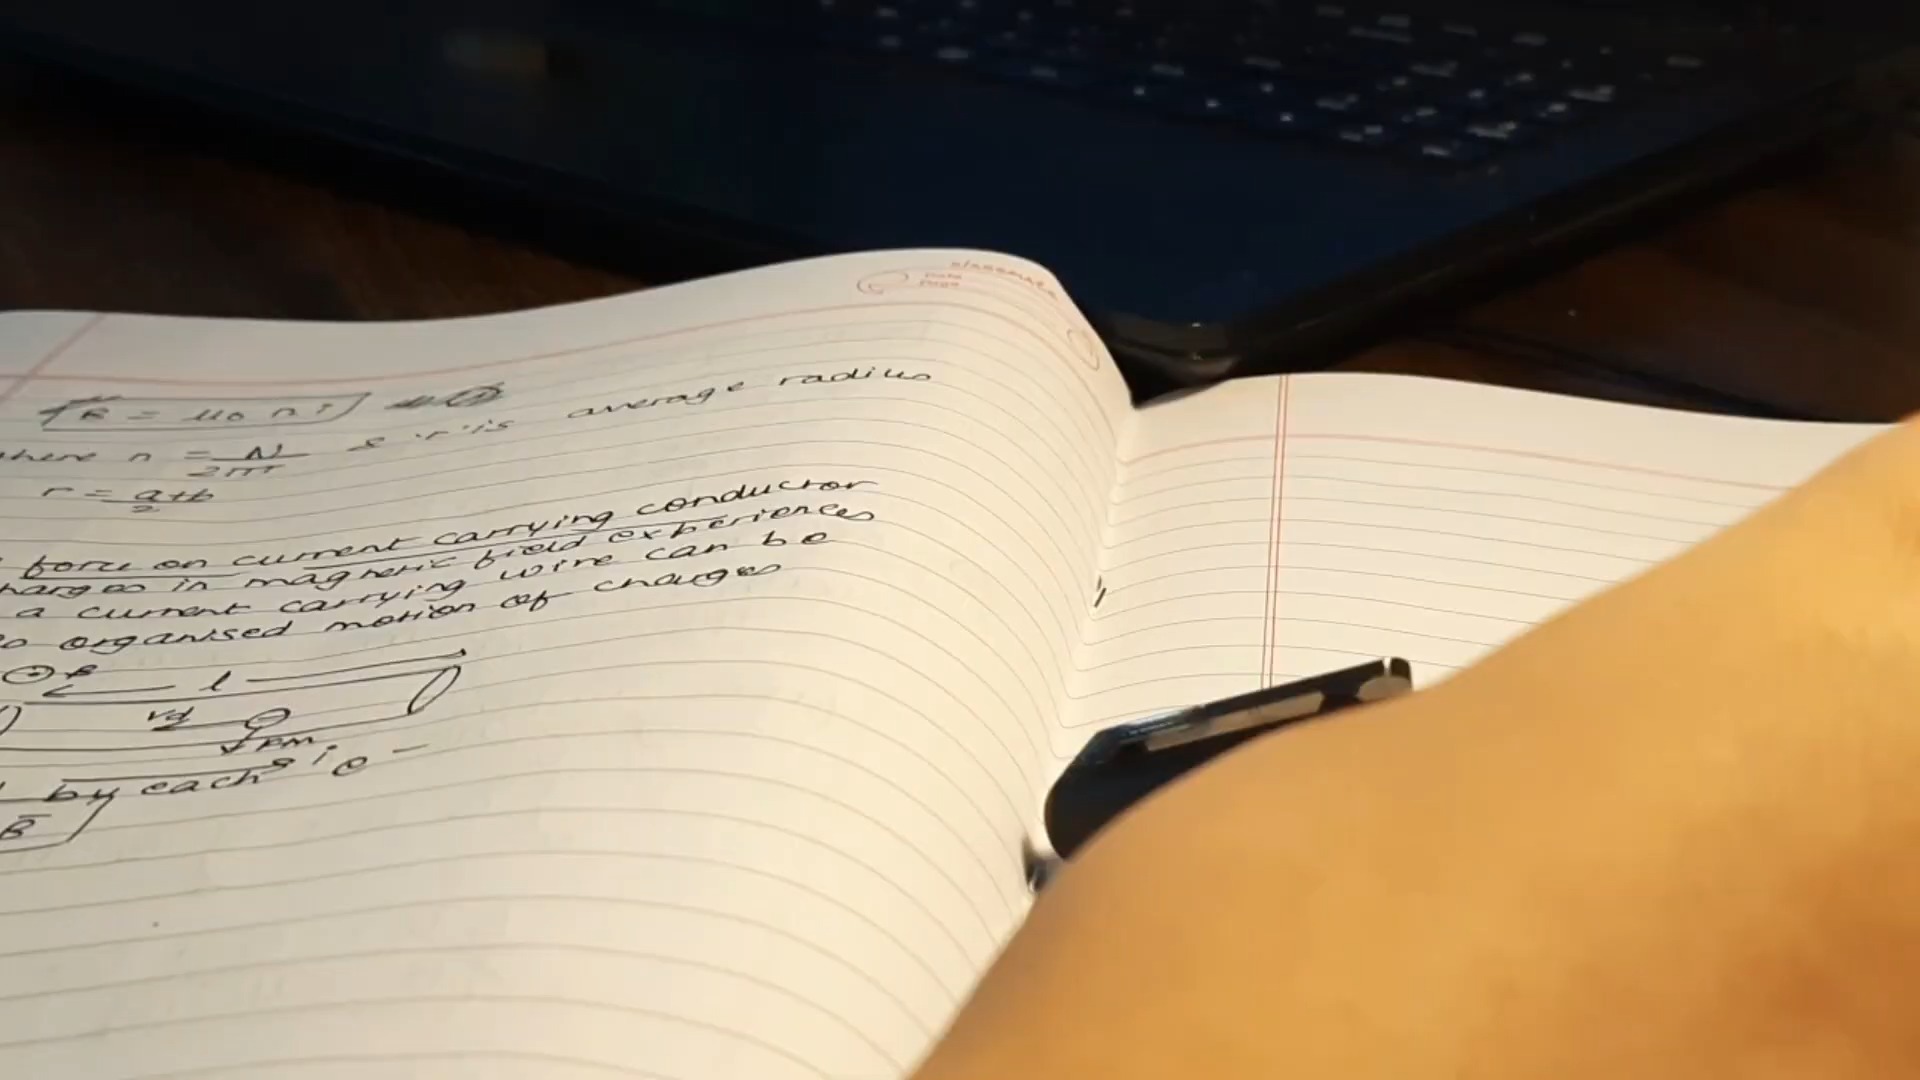 classmate
Date
Page
B = μ0 n i
where n = N/2πr & 'r' is average radius
r = a+b/2
force on current carrying conductor
charges in magnetic field experiences
a current carrying wire can be
organised motion of charges
B
l
vd
Fm
by each e-
B